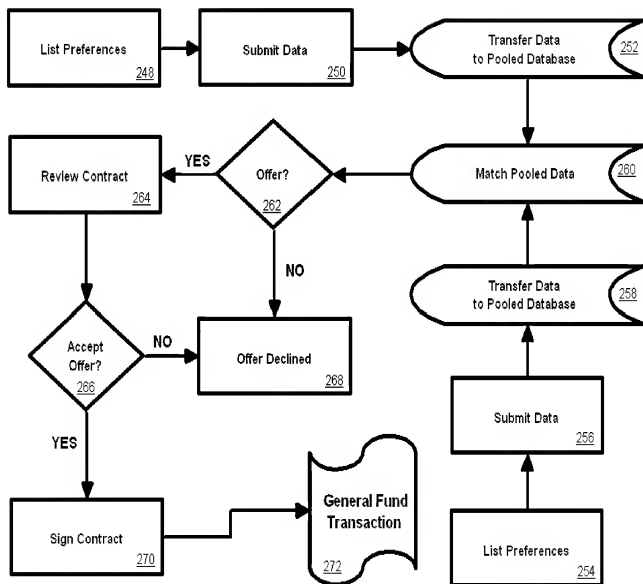 List Preferences
248
Submit Data
250
Transfer Data
to Pooled Database
252
Review Contract
264
YES
Offer?
262
Match Pooled Data
260
NO
Transfer Data
to Pooled Database
258
Accept
Offer?
266
NO
Offer Declined
268
Submit Data
256
YES
Sign Contract
270
General Fund
Transaction
272
List Preferences
254